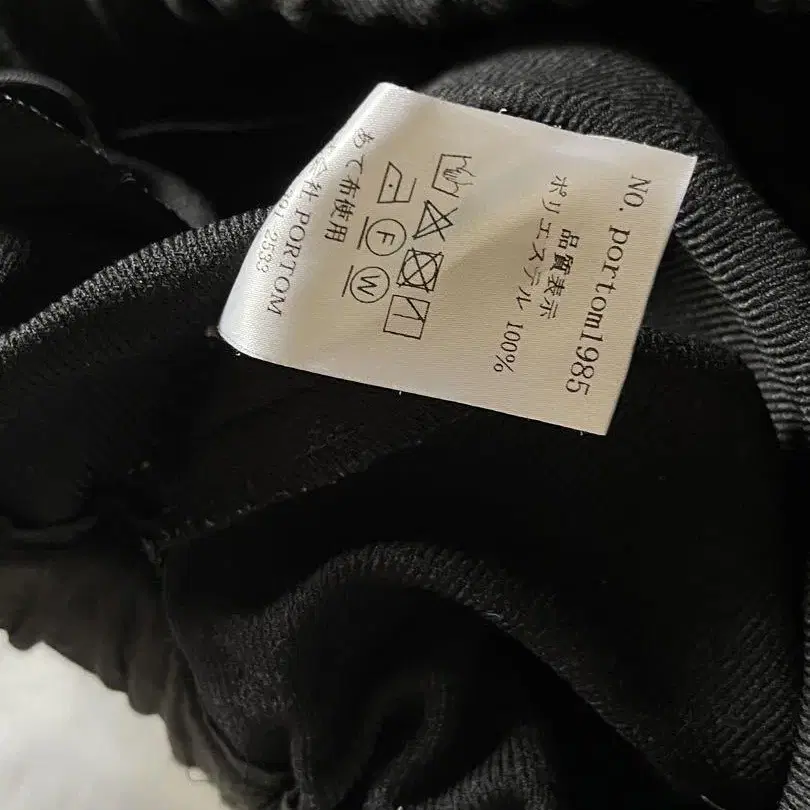 NO. portom1985
品質表示
ポリエステル 100%
F
W
あて布使用
会社 PORTOM
2533